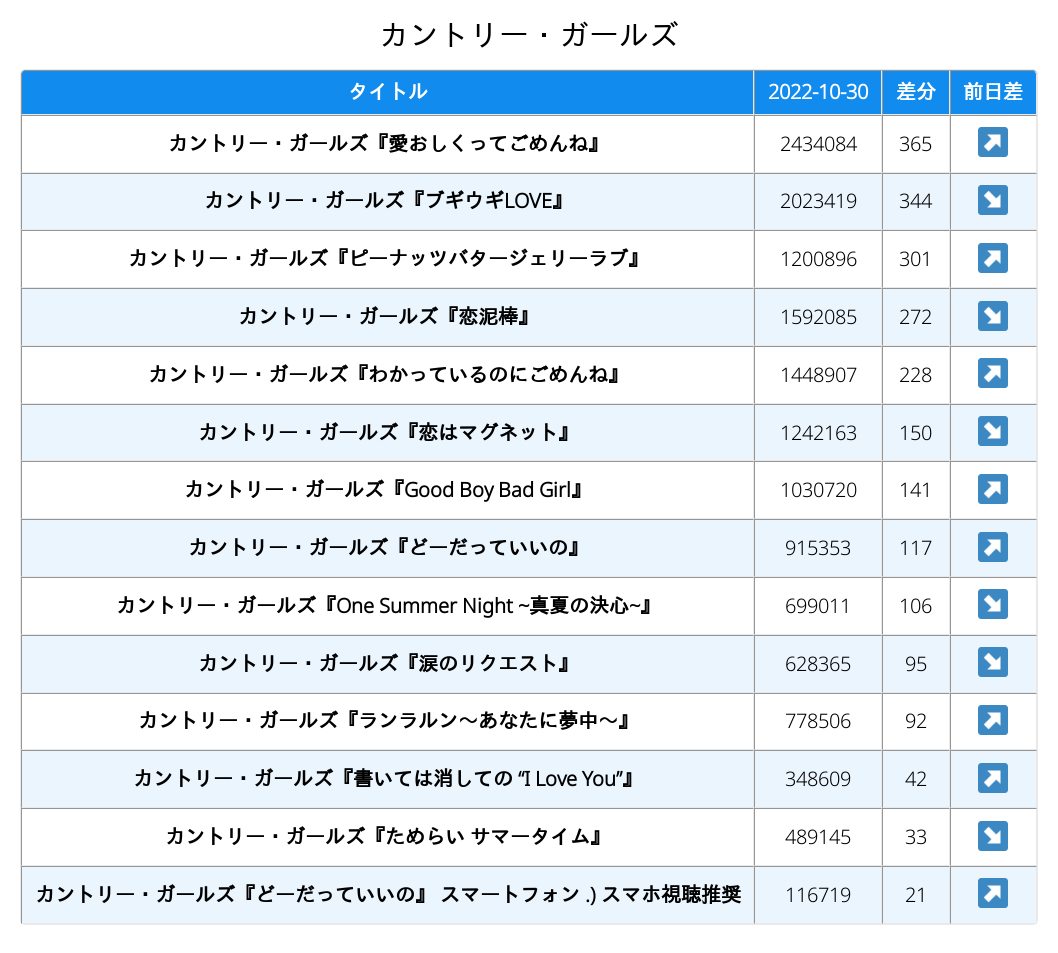 カントリー・ガールズ
タイトル 2022-10-30 差分 前日差
カントリー・ガールズ『愛おしくってごめんね』 2434084 365 ↗
カントリー・ガールズ『ブギウギLOVE』 2023419 344 ↘
カントリー・ガールズ『ピーナッツバタージェリーラブ』 1200896 301 ↗
カントリー・ガールズ『恋泥棒』 1592085 272 ↘
カントリー・ガールズ『わかっているのにごめんね』 1448907 228 ↗
カントリー・ガールズ『恋はマグネット』 1242163 150 ↘
カントリー・ガールズ『Good Boy Bad Girl』 1030720 141 ↗
カントリー・ガールズ『どーだっていいの』 915353 117 ↗
カントリー・ガールズ『One Summer Night ~真夏の決心~』 699011 106 ↘
カントリー・ガールズ『涙のリクエスト』 628365 95 ↘
カントリー・ガールズ『ランラルン～あなたに夢中～』 778506 92 ↗
カントリー・ガールズ『書いては消しての “I Love You”』 348609 42 ↗
カントリー・ガールズ『ためらい サマータイム』 489145 33 ↘
カントリー・ガールズ『どーだっていいの』 スマートフォン .) スマホ視聴推奨 116719 21 ↗